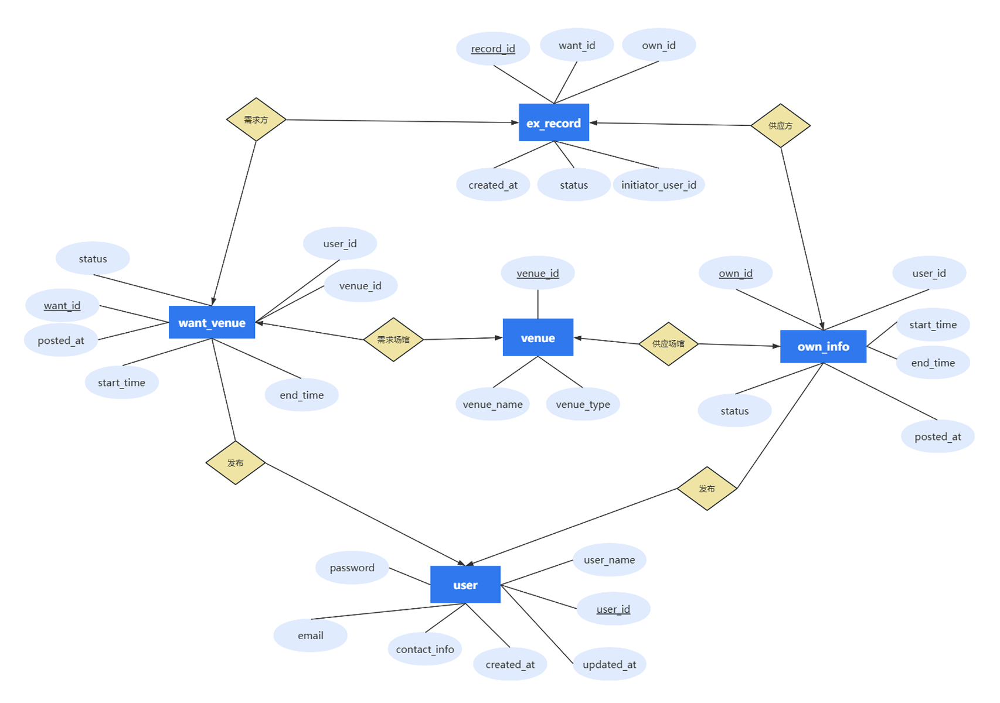 record_id
want_id
own_id
需求方
ex_record
供应方
created_at
status
initiator_user_id
status
user_id
venue_id
want_id
want_venue
posted_at
start_time
end_time
需求场馆
venue_id
venue
供应场馆
venue_name
venue_type
own_id
user_id
start_time
own_info
end_time
status
posted_at
发布
发布
password
user
user_name
user_id
email
contact_info
created_at
updated_at